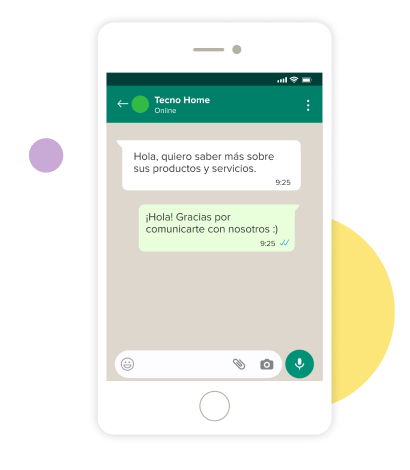 Tecno Home
Online
Hola, quiero saber más sobre
sus productos y servicios.
9:25
¡Hola! Gracias por
comunicarte con nosotros :)
9:25